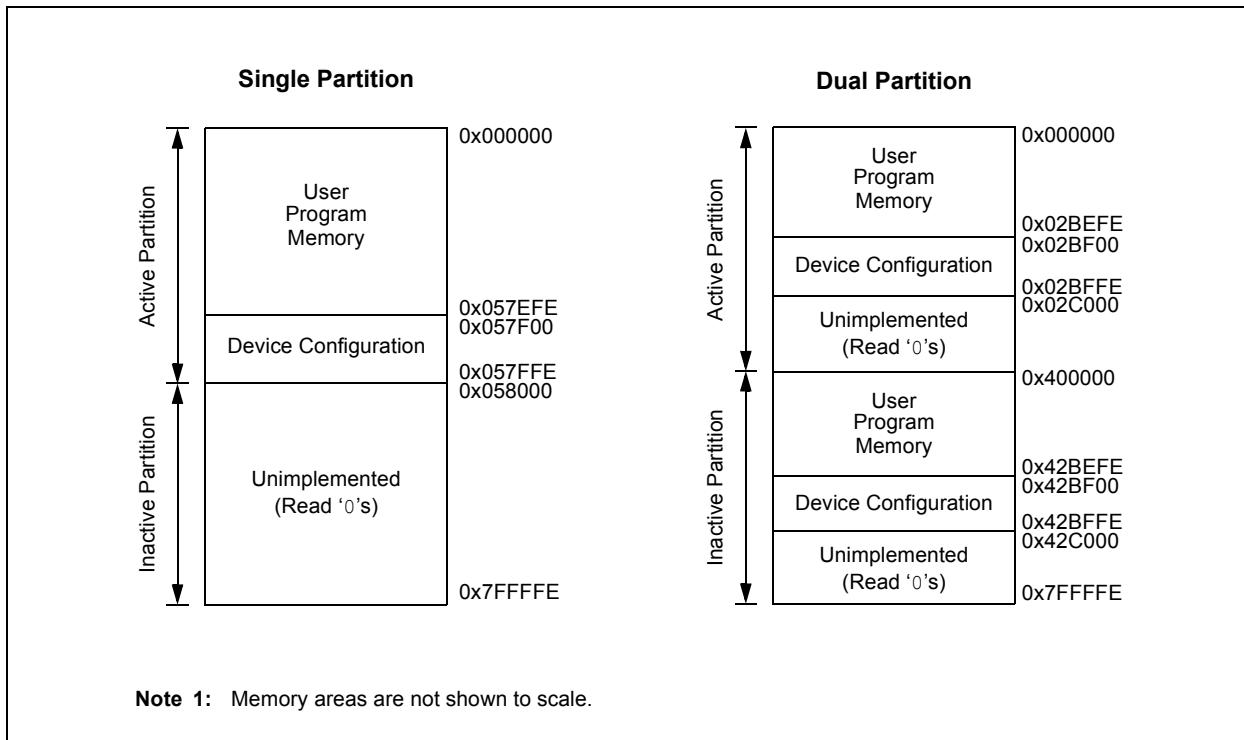 Single Partition
Active Partition
Inactive Partition
User
Program
Memory
Device Configuration
Unimplemented
(Read ‘0’s)
0x000000
0x057EFE
0x057F00
0x057FFE
0x058000
0x7FFFFE
Dual Partition
Active Partition
Inactive Partition
User
Program
Memory
Device Configuration
Unimplemented
(Read ‘0’s)
User
Program
Memory
Device Configuration
Unimplemented
(Read ‘0’s)
0x000000
0x02BEFE
0x02BF00
0x02BFFE
0x02C000
0x400000
0x42BEFE
0x42BF00
0x42BFFE
0x42C000
0x7FFFFE
Note 1: Memory areas are not shown to scale.